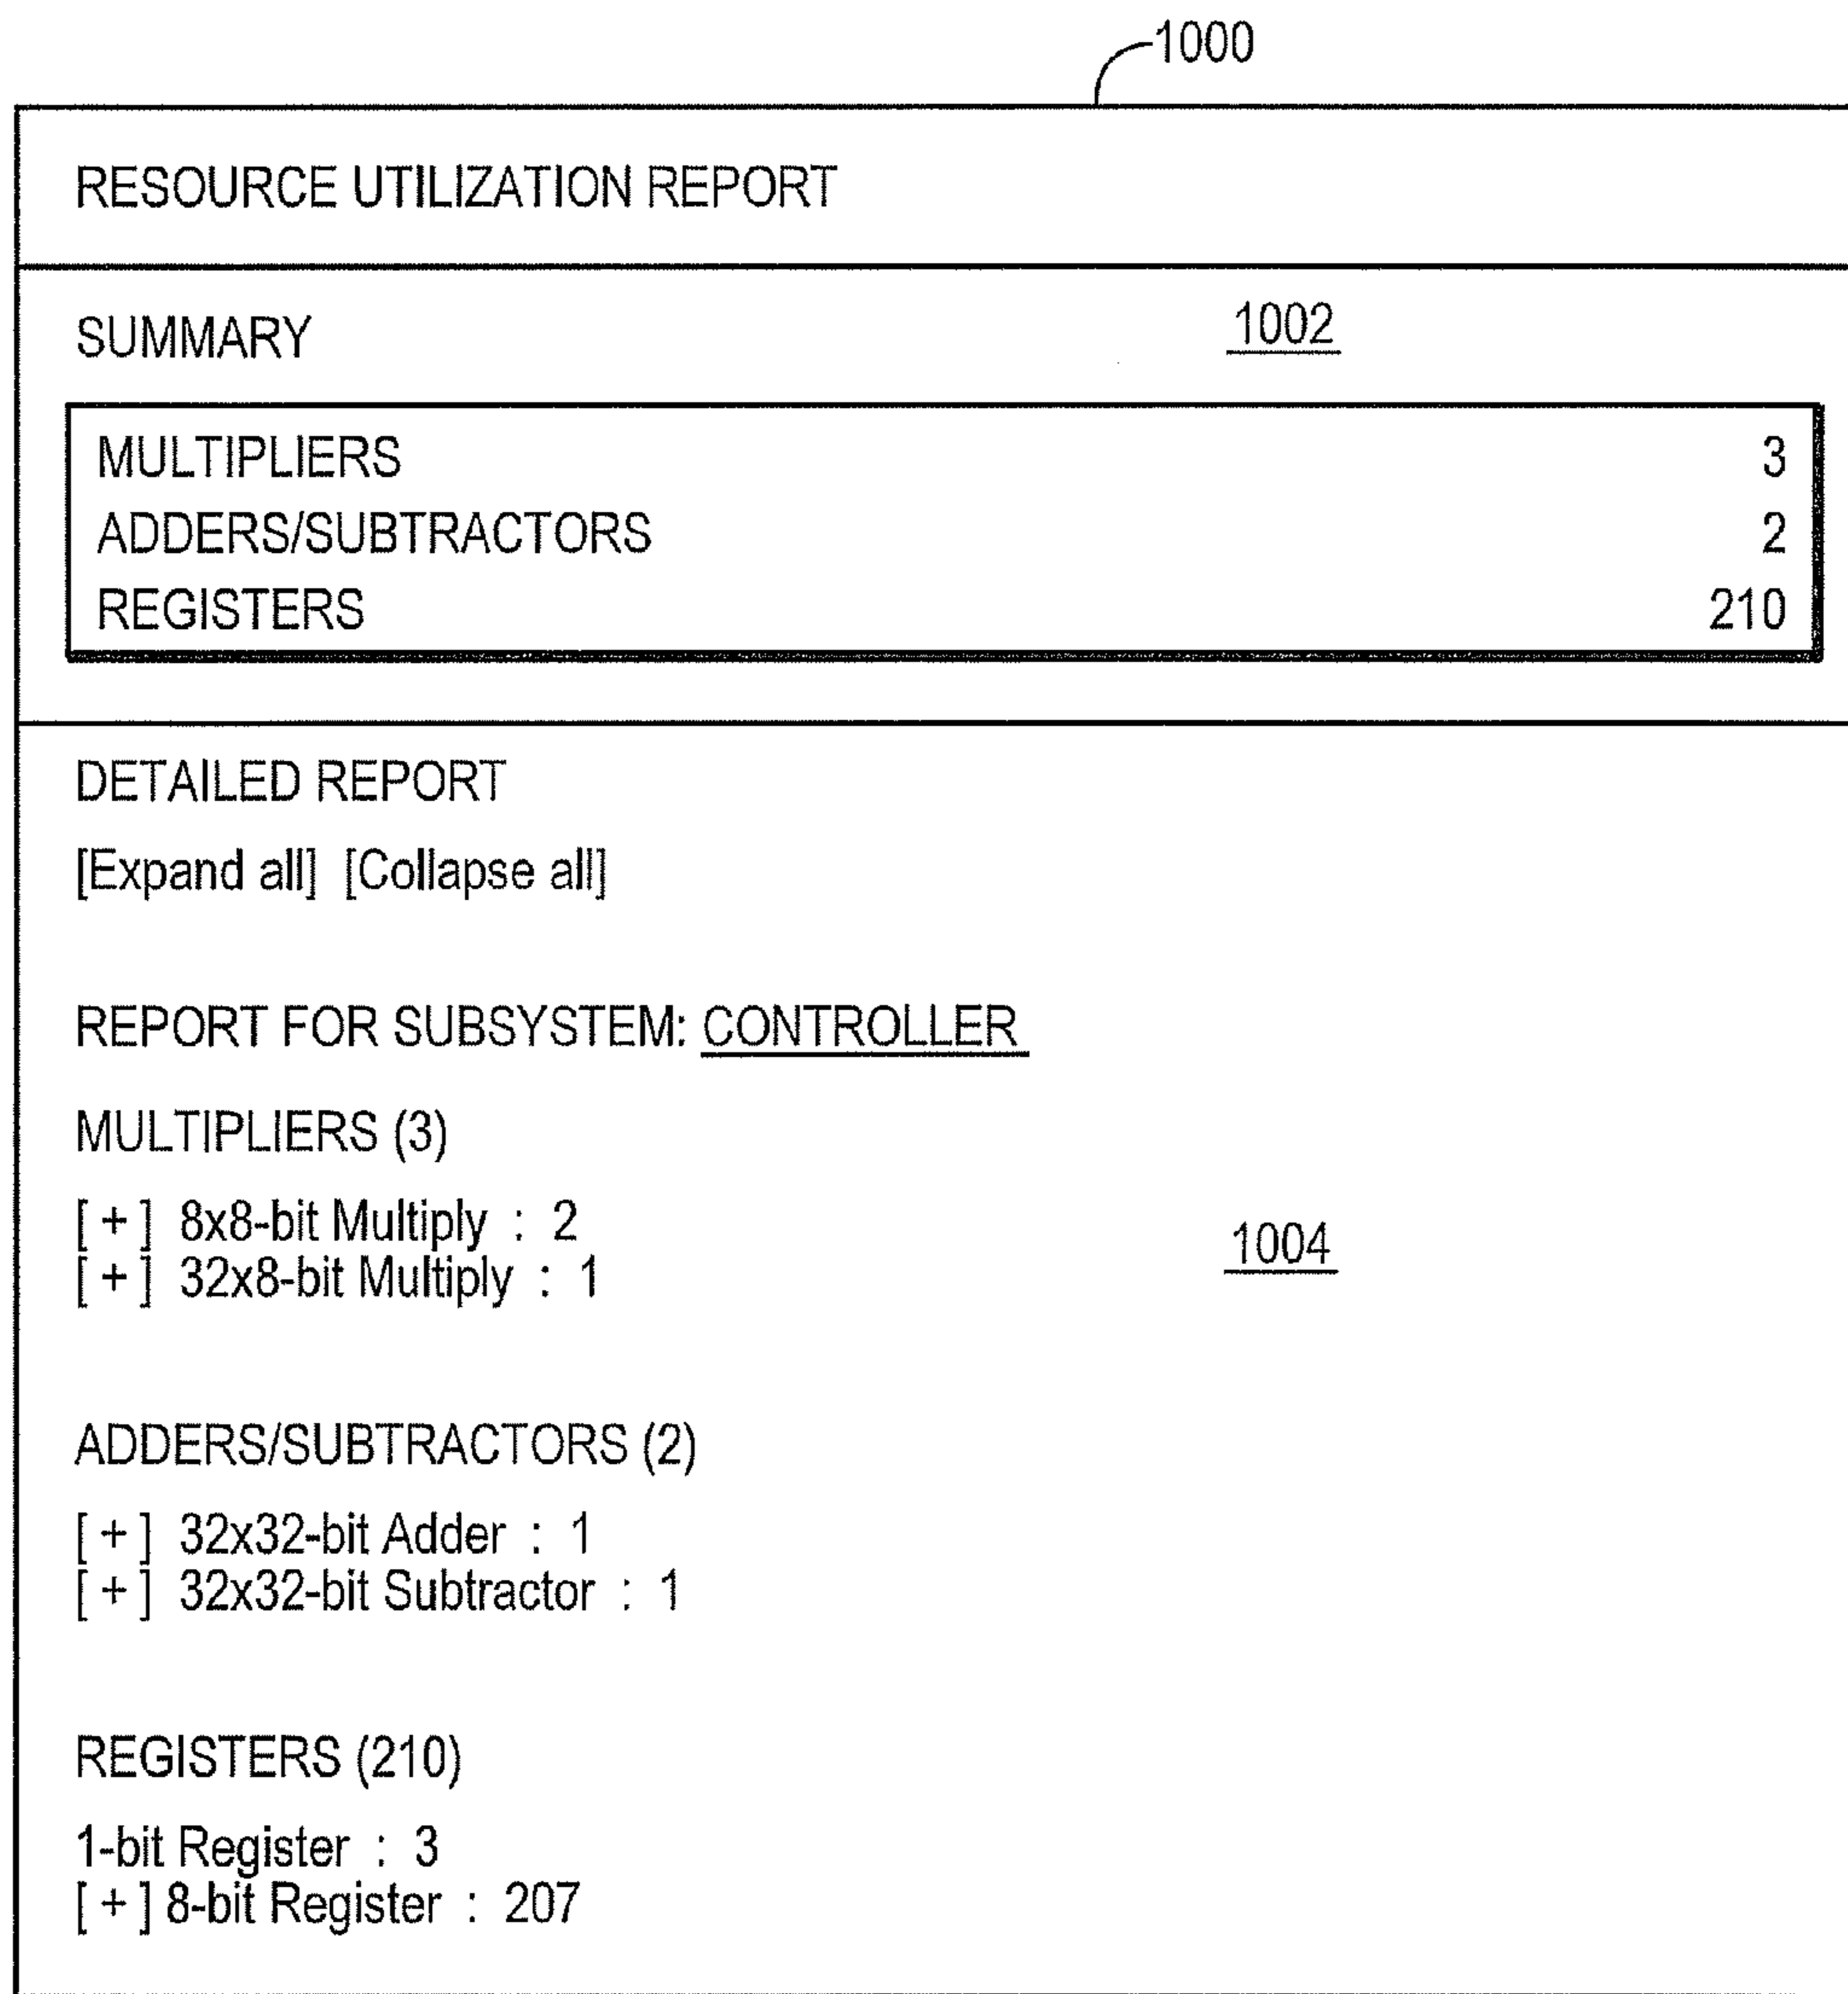 1000
RESOURCE UTILIZATION REPORT
SUMMARY 1002
MULTIPLIERS 3
ADDERS/SUBTRACTORS 2
REGISTERS 210
DETAILED REPORT
[Expand all] [Collapse all]
REPORT FOR SUBSYSTEM: CONTROLLER
MULTIPLIERS (3)
[ + ] 8x8-bit Multiply : 2
[ + ] 32x8-bit Multiply : 1
1004
ADDERS/SUBTRACTORS (2)
[ + ] 32x32-bit Adder : 1
[ + ] 32x32-bit Subtractor : 1
REGISTERS (210)
1-bit Register : 3
[ + ] 8-bit Register : 207